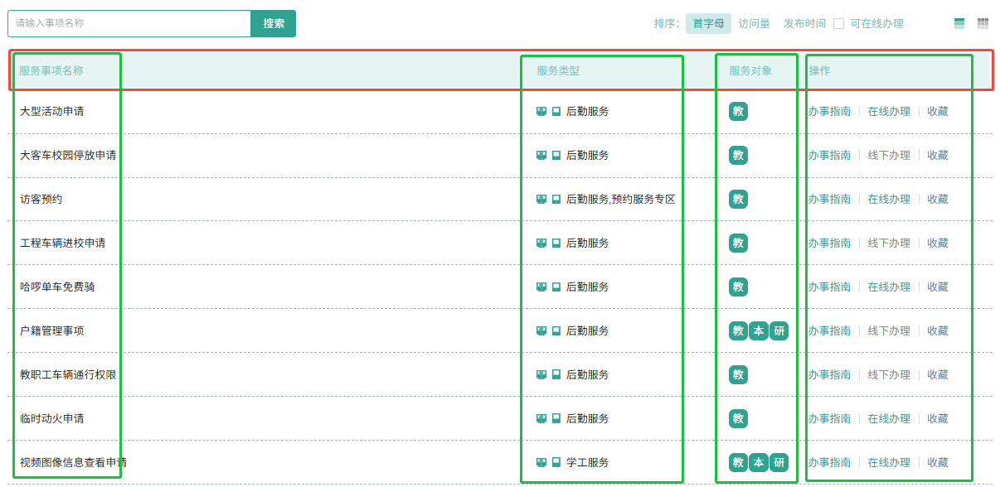 请输入事项名称 搜索 排序： 首字母 访问量 发布时间 可在线办理
服务事项名称 服务类型 服务对象 操作
大型活动申请 后勤服务 教 办事指南 在线办理 收藏
大客车校园停放申请 后勤服务 教 办事指南 线下办理 收藏
访客预约 后勤服务,预约服务专区 教 办事指南 在线办理 收藏
工程车辆进校申请 后勤服务 教 办事指南 线下办理 收藏
哈啰单车免费骑 后勤服务 教 办事指南 在线办理 收藏
户籍管理事项 后勤服务 教 本 研 办事指南 线下办理 收藏
教职工车辆通行权限 后勤服务 教 办事指南 线下办理 收藏
临时动火申请 后勤服务 教 办事指南 在线办理 收藏
视频图像信息查看申请 学工服务 教 本 研 办事指南 在线办理 收藏